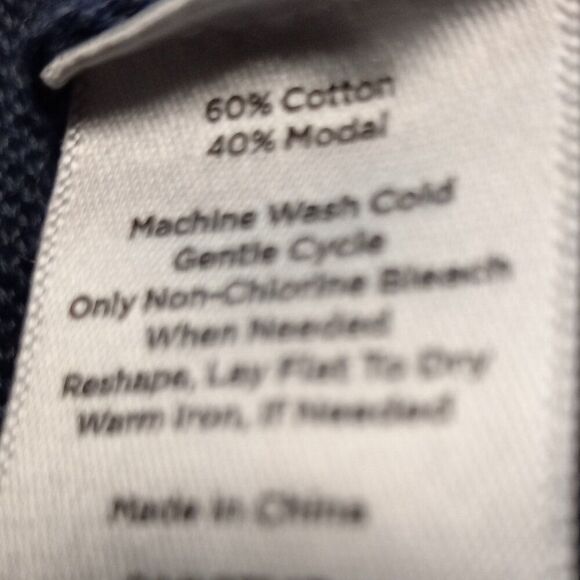 60% Cotton
40% Modal
Machine Wash Cold
Gentle Cycle
Only Non-Chlorine Bleach
When Needed
Reshape, Lay Flat To Dry
Warm Iron, If Needed
Made in China